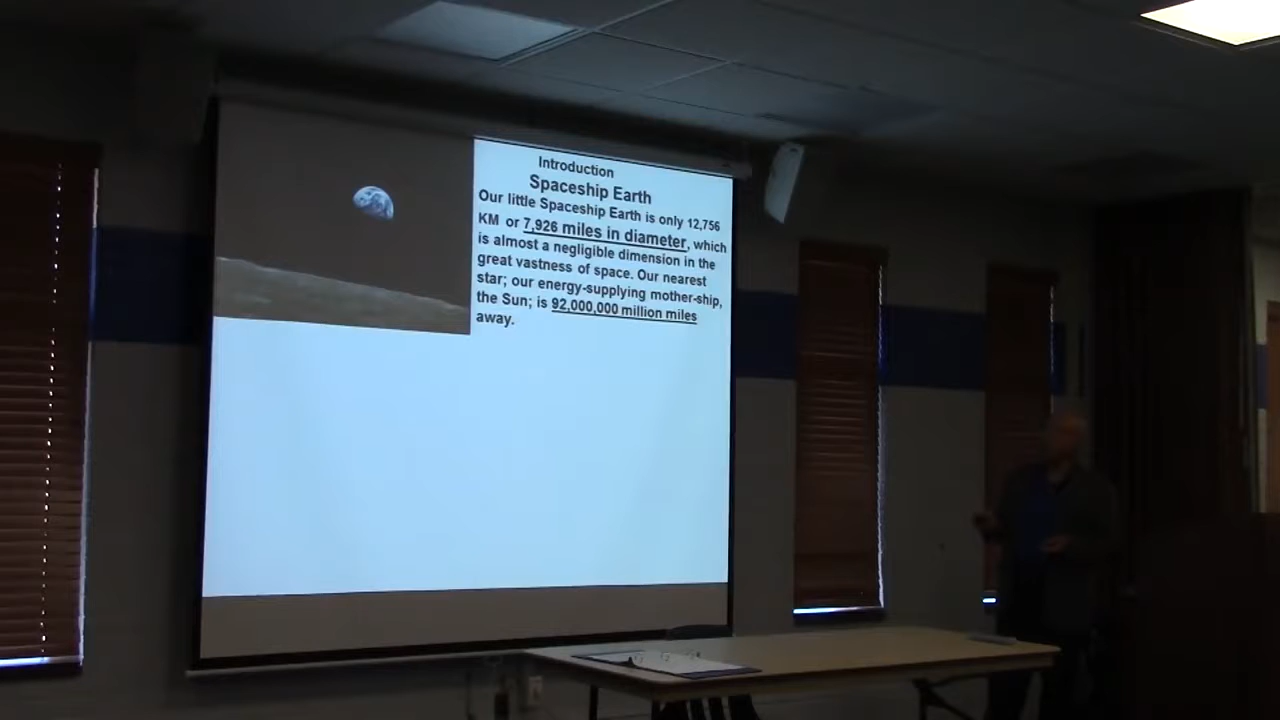 Introduction
Spaceship Earth
Our little Spaceship Earth is only 12,756
KM or 7,926 miles in diameter, which
is almost a negligible dimension in the
great vastness of space. Our nearest
star; our energy-supplying mother-ship,
the Sun; is 92,000,000 million miles
away.